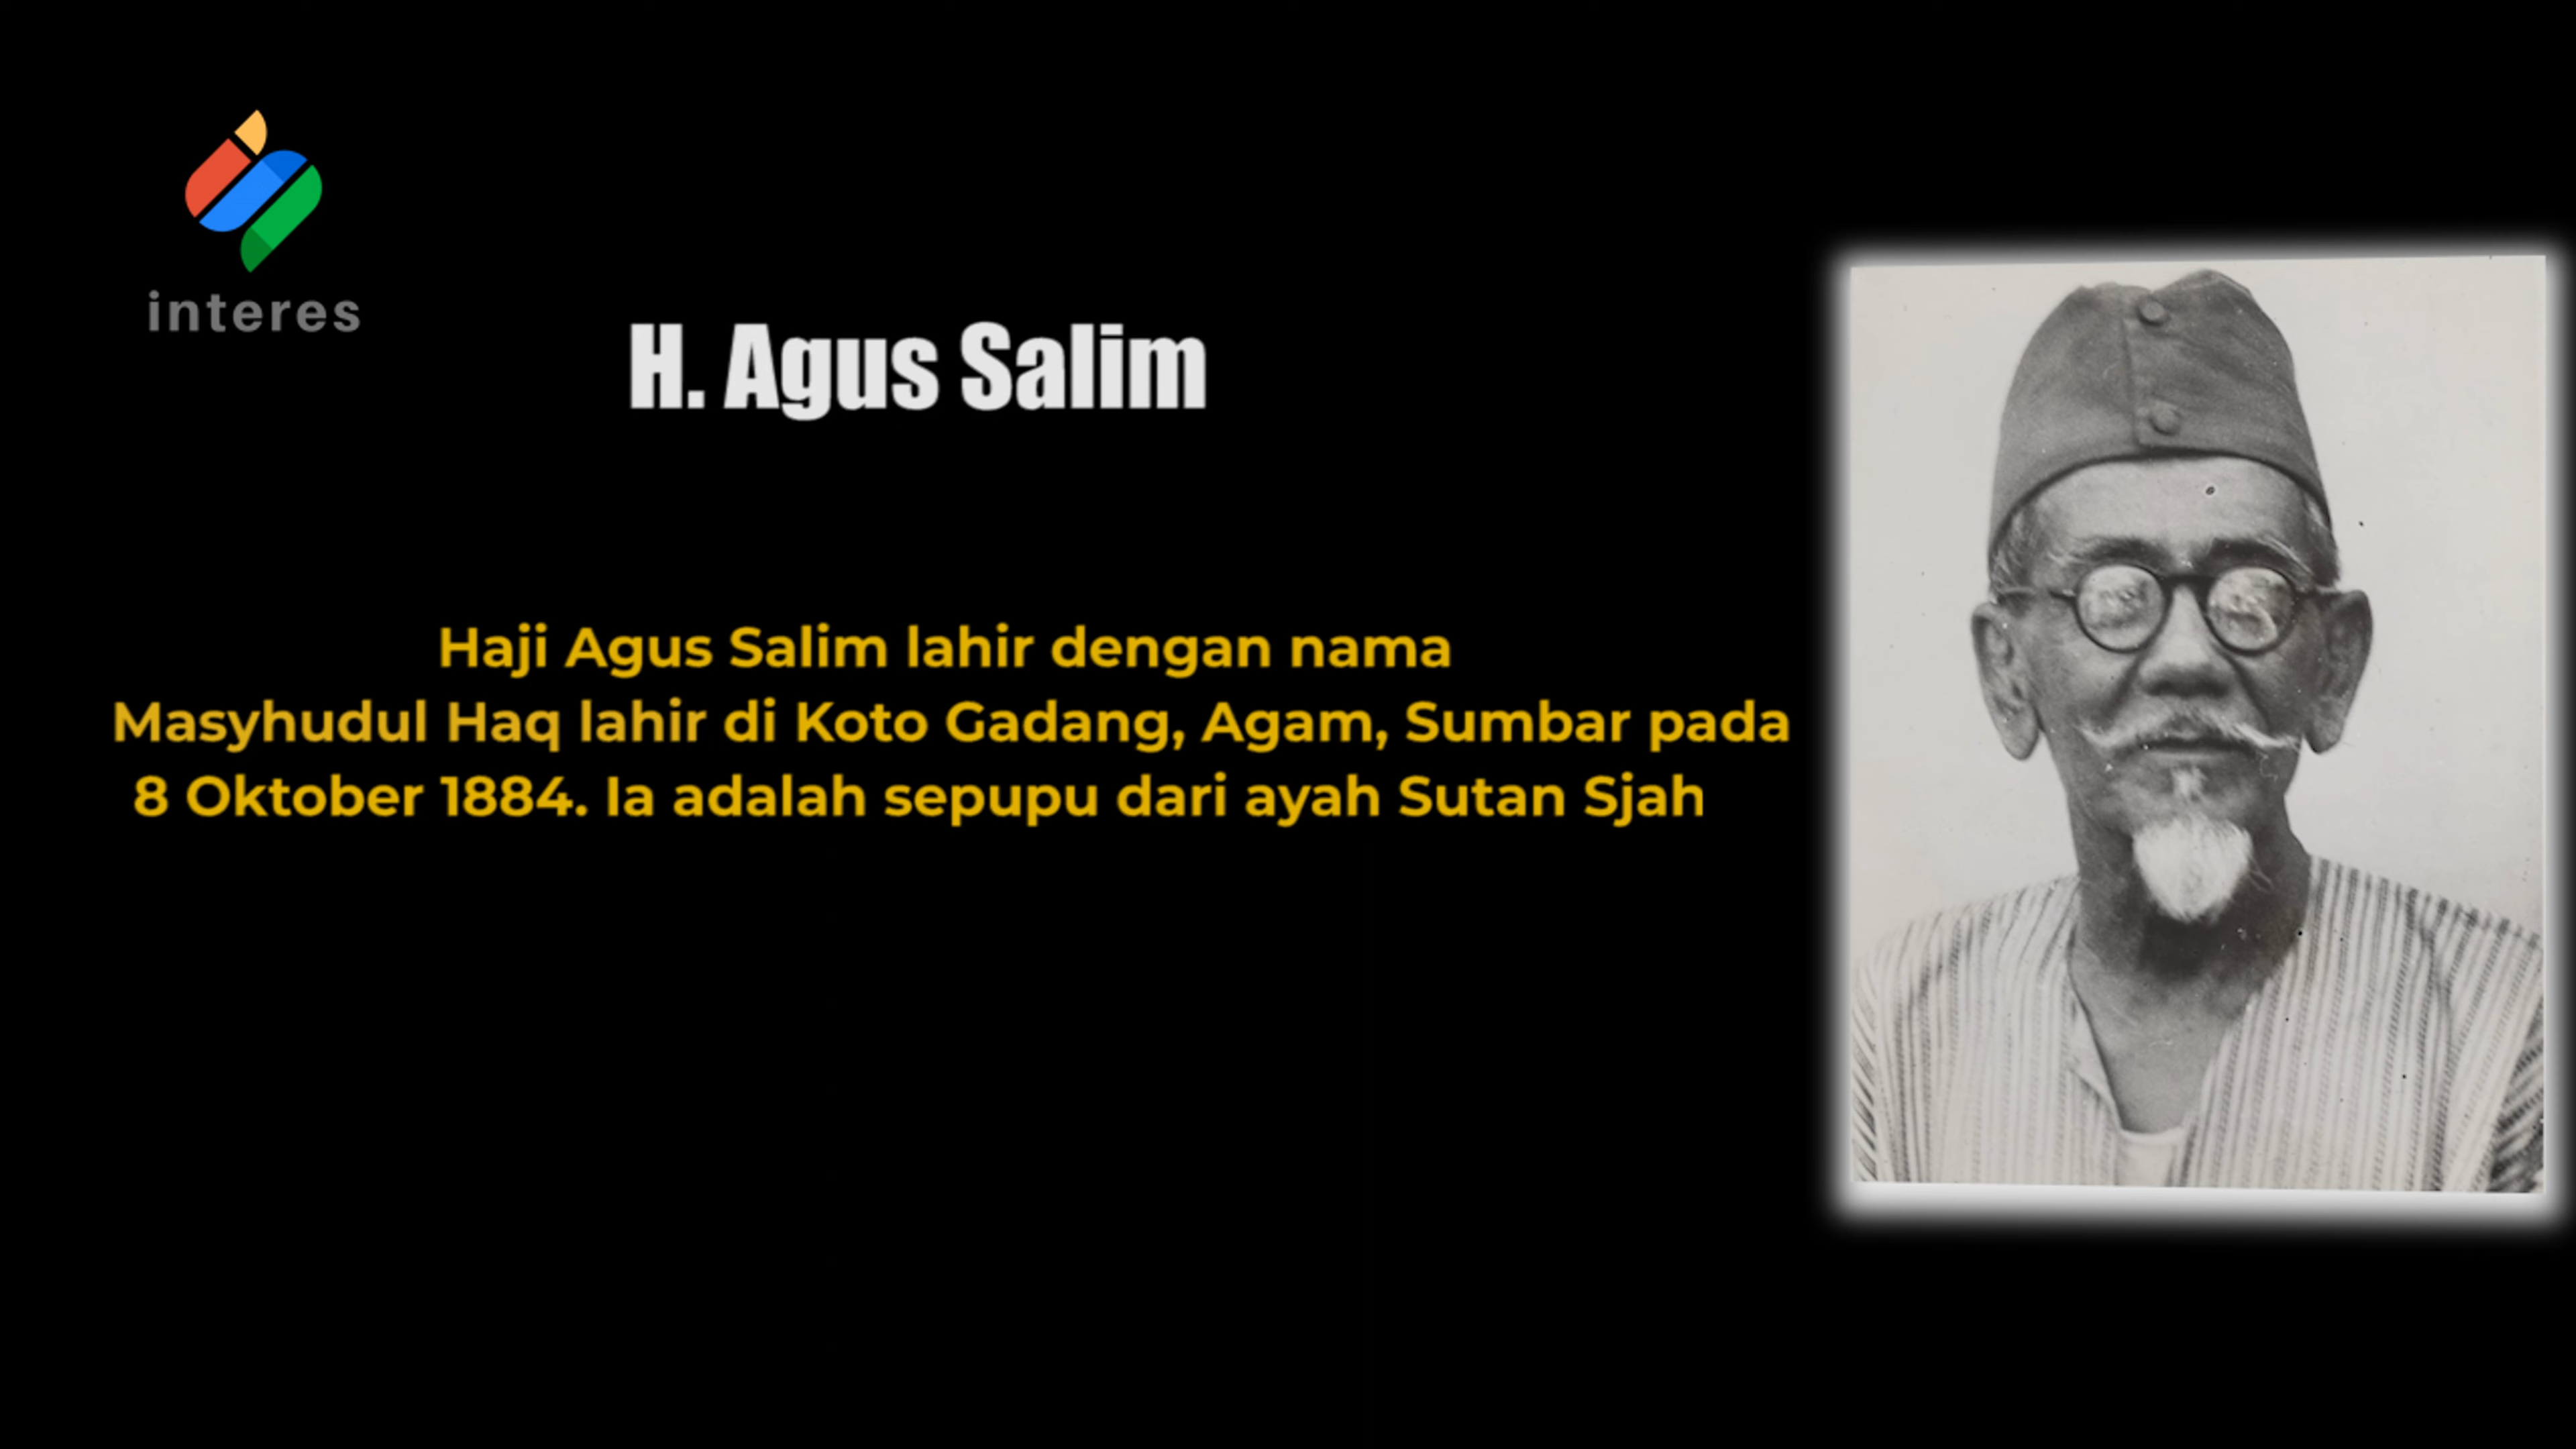 interes
H. Agus Salim
Haji Agus Salim lahir dengan nama
Masyhudul Haq lahir di Koto Gadang, Agam, Sumbar pada
8 Oktober 1884. Ia adalah sepupu dari ayah Sutan Sjah